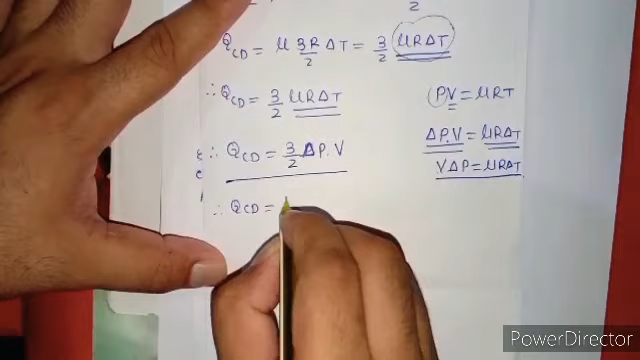 2
Q_CD = μ 3R/2 ΔT = 3/2 μRΔT
∴ Q_CD = 3/2 μRΔT
PV = μRT
ΔP.V = μRΔT
∴ Q_CD = 3/2 ΔP.V
VΔP = μRΔT
∴ Q_CD =
PowerDirector